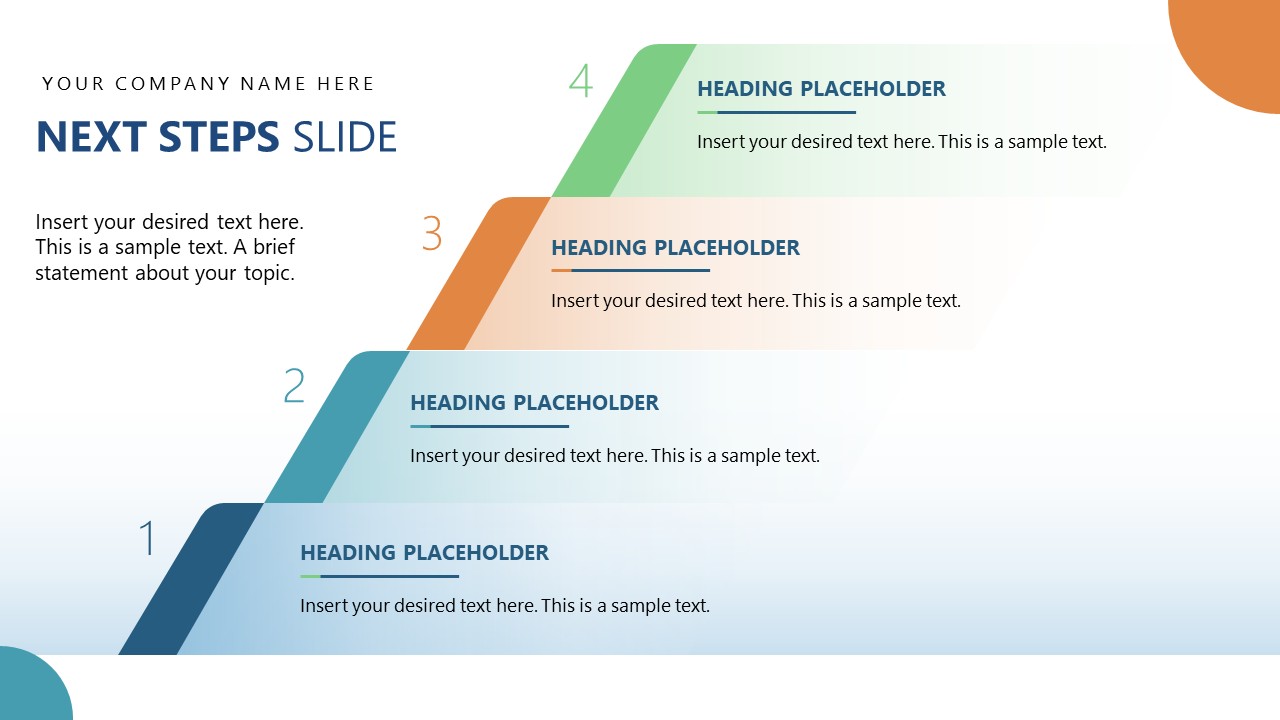 YOUR COMPANY NAME HERE
NEXT STEPS SLIDE
Insert your desired text here.
This is a sample text. A brief
statement about your topic.
4
HEADING PLACEHOLDER
Insert your desired text here. This is a sample text.
3
HEADING PLACEHOLDER
Insert your desired text here. This is a sample text.
2
HEADING PLACEHOLDER
Insert your desired text here. This is a sample text.
1
HEADING PLACEHOLDER
Insert your desired text here. This is a sample text.